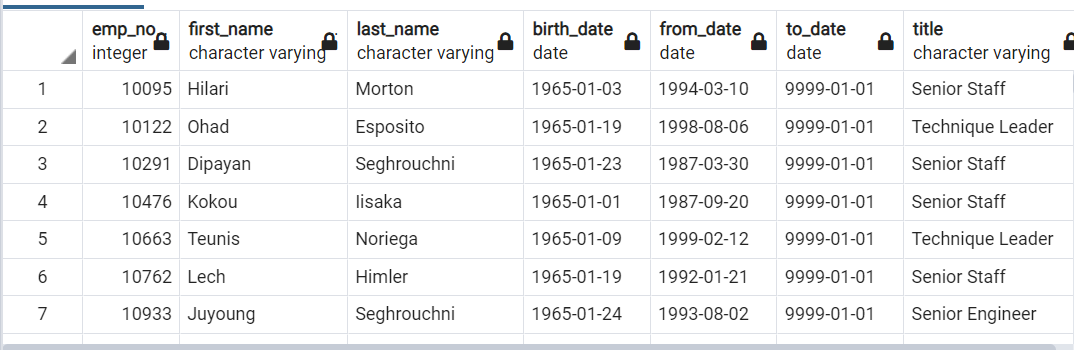 emp_no first_name last_name birth_date from_date to_date title
integer character varying character varying date date date character varying
1 10095 Hilari Morton 1965-01-03 1994-03-10 9999-01-01 Senior Staff
2 10122 Ohad Esposito 1965-01-19 1998-08-06 9999-01-01 Technique Leader
3 10291 Dipayan Seghrouchni 1965-01-23 1987-03-30 9999-01-01 Senior Staff
4 10476 Kokou Iisaka 1965-01-01 1987-09-20 9999-01-01 Senior Staff
5 10663 Teunis Noriega 1965-01-09 1999-02-12 9999-01-01 Technique Leader
6 10762 Lech Himler 1965-01-19 1992-01-21 9999-01-01 Senior Staff
7 10933 Juyoung Seghrouchni 1965-01-24 1993-08-02 9999-01-01 Senior Engineer